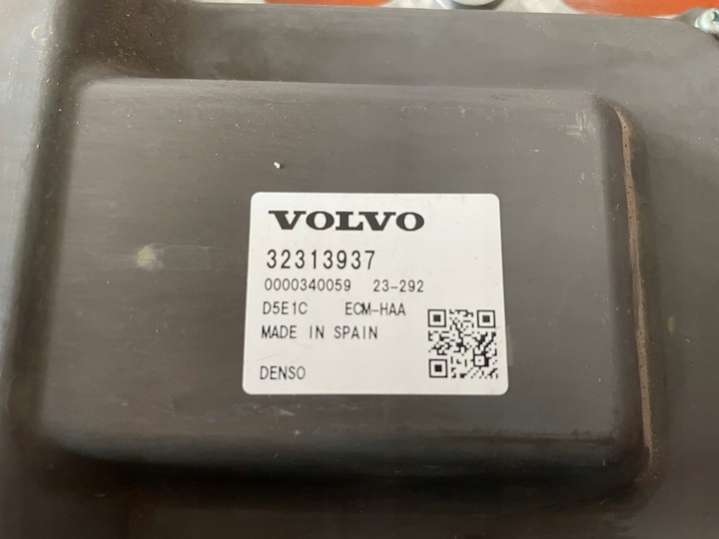 VOLVO
32313937
0000340059 23-292
D5E1C ECM-HAA
MADE IN SPAIN
DENSO